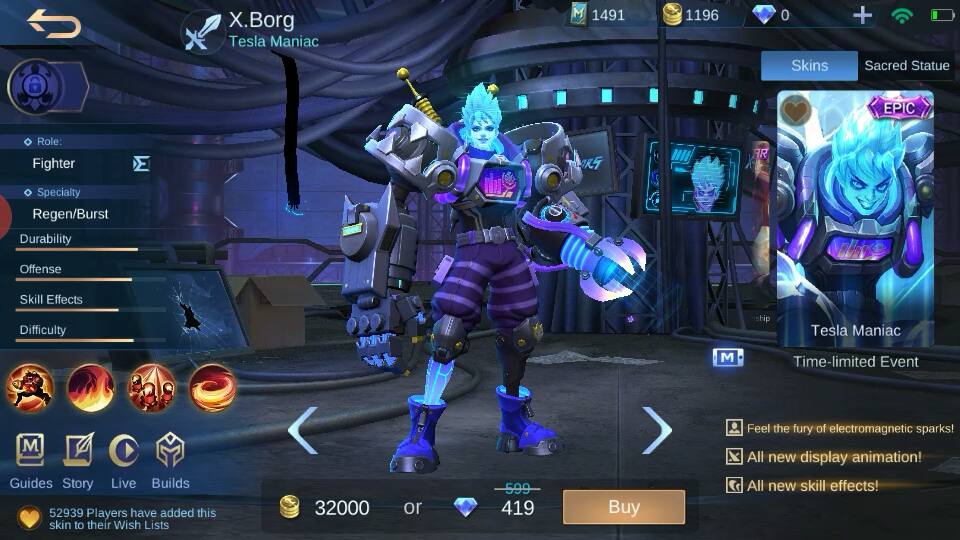 X.Borg
Tesla Maniac
1491
1196
0
Skins
Sacred Statue
EPIC
Tesla Maniac
Time-limited Event
Role:
Fighter
Specialty
Regen/Burst
Durability
Offense
Skill Effects
Difficulty
Guides
Story
Live
Builds
52939 Players have added this
skin to their Wish Lists
M
ship
Feel the fury of electromagnetic sparks!
All new display animation!
All new skill effects!
599
32000 or 419
Buy